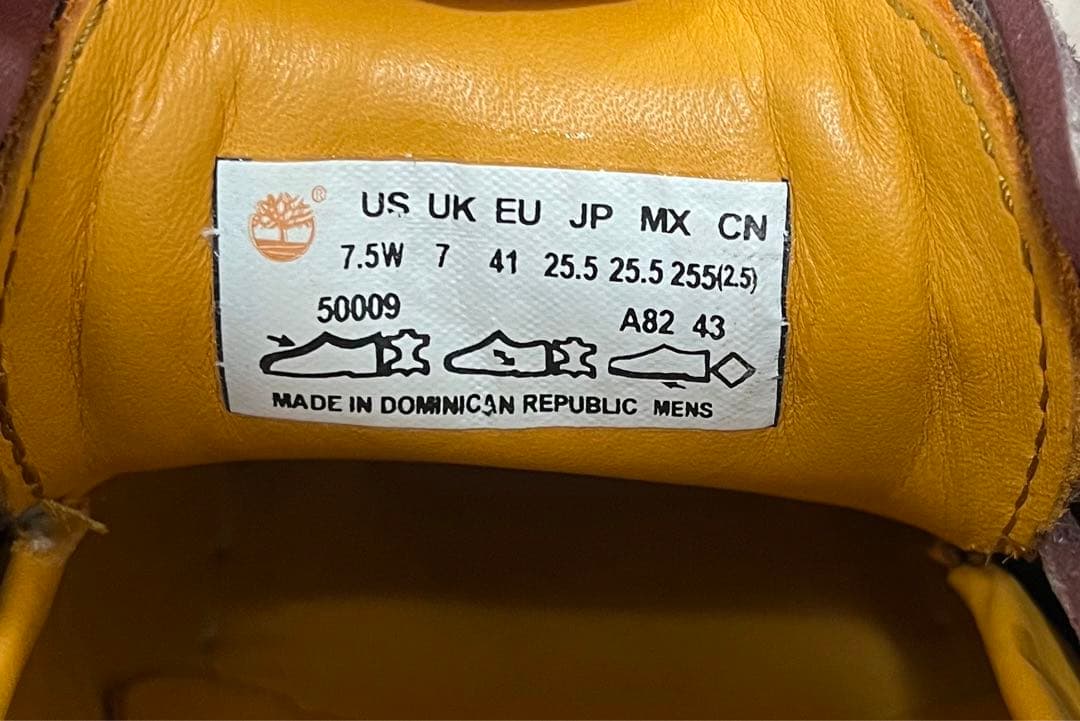 ®
US UK EU JP MX CN
7.5W 7 41 25.5 25.5 255(2.5)
50009 A82 43
MADE IN DOMINICAN REPUBLIC MENS